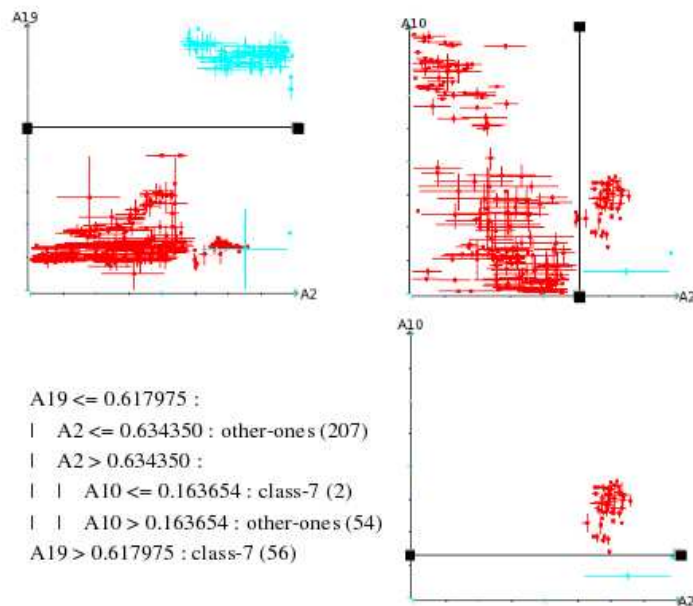 A19
A2
A10
A2
A10
A2
A19 <= 0.617975 :
| A2 <= 0.634350 : other-ones (207)
| A2 > 0.634350 :
| | A10 <= 0.163654 : class-7 (2)
| | A10 > 0.163654 : other-ones (54)
A19 > 0.617975 : class-7 (56)